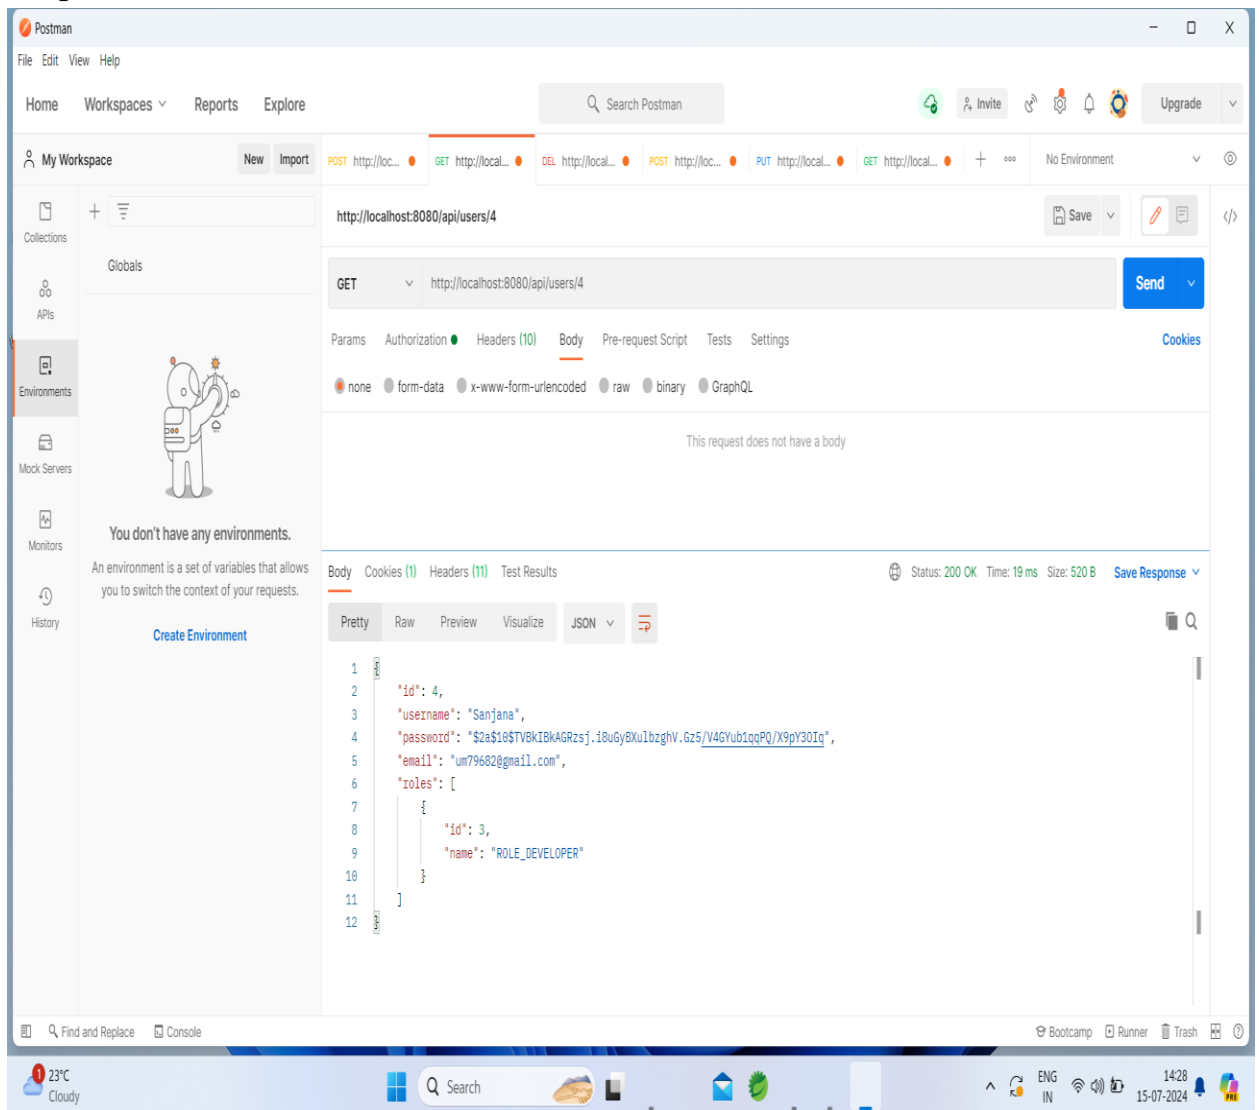 Postman
File Edit View Help
Home Workspaces Reports Explore Search Postman Invite Upgrade
My Workspace New Import POST http://loc... GET http://local... DEL http://local... POST http://loc... PUT http://local... GET http://local... + ooo No Environment
Collections
APIs
Environments
Mock Servers
Monitors
History
Globals
You don't have any environments.
An environment is a set of variables that allows
you to switch the context of your requests.
Create Environment
http://localhost:8080/api/users/4 Save </>
GET http://localhost:8080/api/users/4 Send
Params Authorization Headers (10) Body Pre-request Script Tests Settings Cookies
none form-data x-www-form-urlencoded raw binary GraphQL
This request does not have a body
Body Cookies (1) Headers (11) Test Results Status: 200 OK Time: 19 ms Size: 520 B Save Response
Pretty Raw Preview Visualize JSON
1 {
2 "id": 4,
3 "username": "Sanjana",
4 "password": "$2a$10$TVBkIBkAGRzsj.i8uGyBXulbzghV.Gz5/V4GYub1qqPQ/X9pY3OIq",
5 "email": "um79682@gmail.com",
6 "roles": [
7 {
8 "id": 3,
9 "name": "ROLE_DEVELOPER"
10 }
11 ]
12 }
Find and Replace Console Bootcamp Runner Trash
1 23°C
Cloudy
Search
ENG
IN
14:28
15-07-2024
PRE